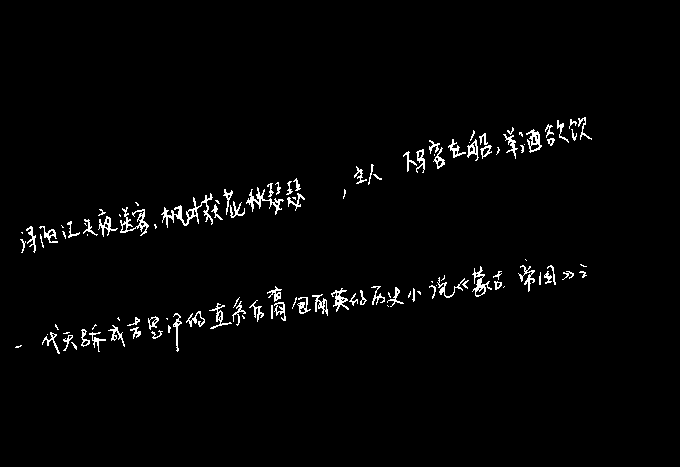 浔阳江头夜送客,枫叶荻花秋瑟瑟,主人下马客在船,举酒欲饮
一代天骄成吉思汗的直系后裔包丽英的历史小说《蒙古帝国》之